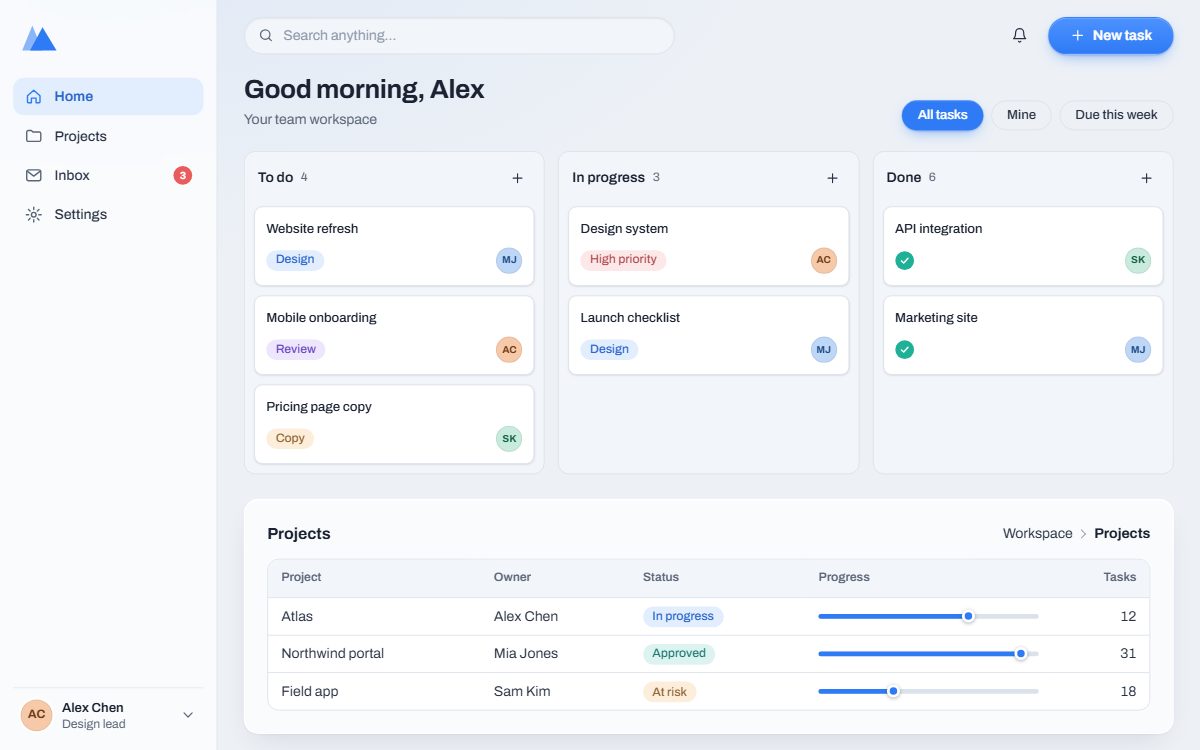 Search anything...
New task
Home
Projects
Inbox 3
Settings
Good morning, Alex
Your team workspace
All tasks Mine Due this week
To do 4
Website refresh
Design MJ
Mobile onboarding
Review AC
Pricing page copy
Copy SK
In progress 3
Design system
High priority AC
Launch checklist
Design MJ
Done 6
API integration
SK
Marketing site
MJ
Projects
Workspace > Projects
Project Owner Status Progress Tasks
Atlas Alex Chen In progress 12
Northwind portal Mia Jones Approved 31
Field app Sam Kim At risk 18
AC Alex Chen
Design lead